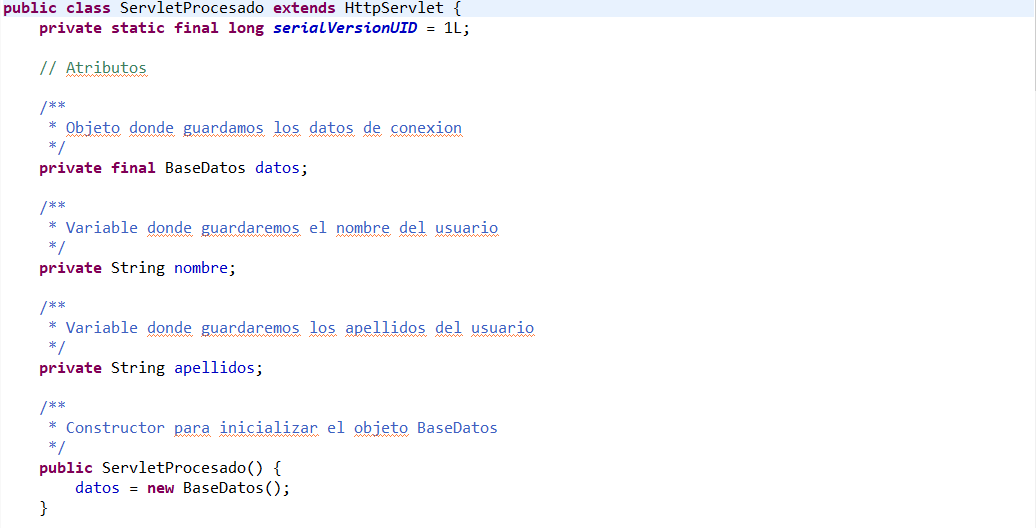 public class ServletProcesado extends HttpServlet {
private static final long serialVersionUID = 1L;
// Atributos
/**
* Objeto donde guardamos los datos de conexion
*/
private final BaseDatos datos;
/**
* Variable donde guardaremos el nombre del usuario
*/
private String nombre;
/**
* Variable donde guardaremos los apellidos del usuario
*/
private String apellidos;
/**
* Constructor para inicializar el objeto BaseDatos
*/
public ServletProcesado() {
datos = new BaseDatos();
}